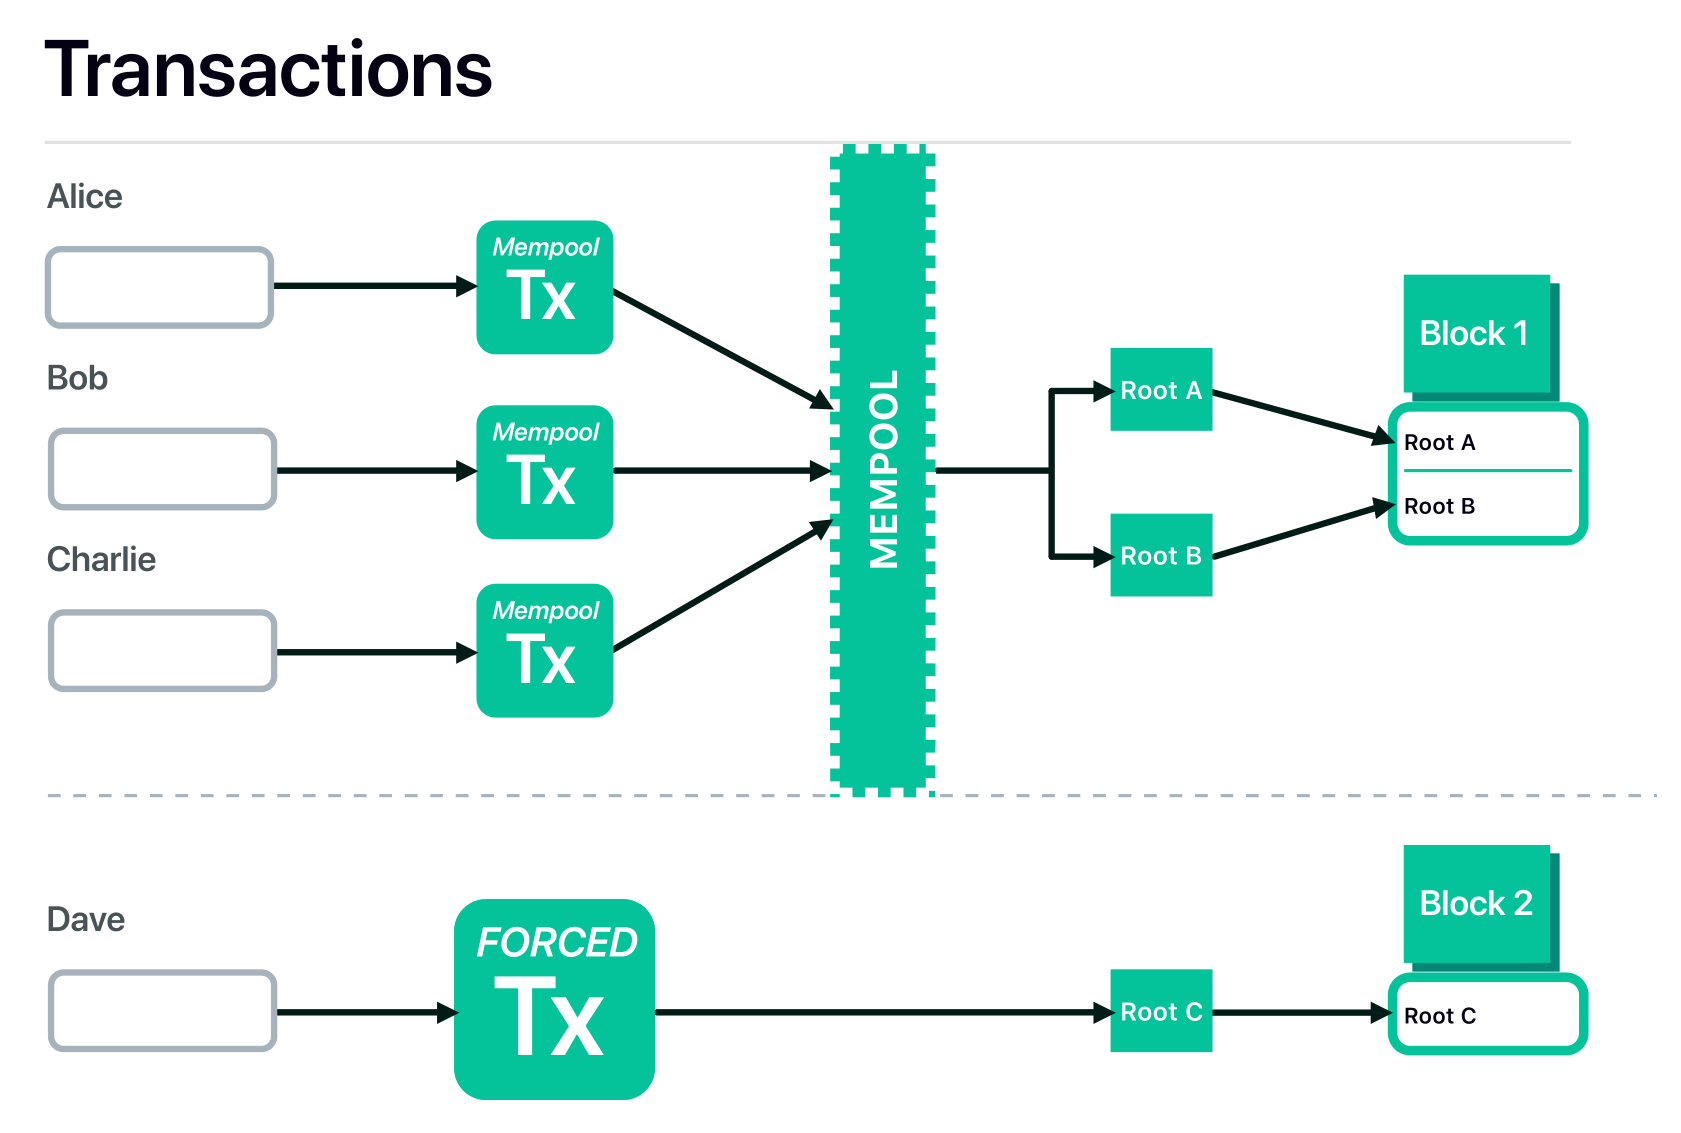 Transactions
Alice
Mempool
Tx
Bob
Mempool
Tx
Charlie
Mempool
Tx
MEMPOOL
Root A
Root B
Block 1
Root A
Root B
Dave
FORCED
Tx
Root C
Block 2
Root C